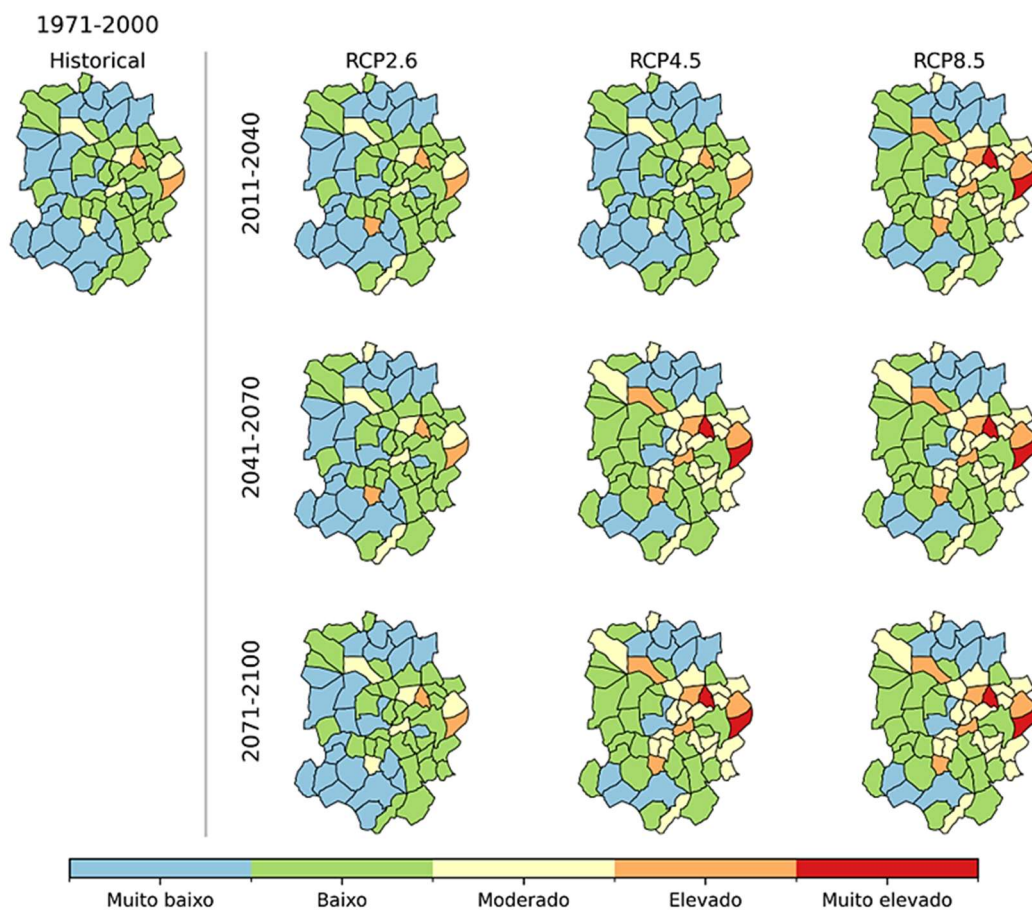 1971-2000
Historical
RCP2.6
RCP4.5
RCP8.5
2011-2040
2041-2070
2071-2100
Muito baixo
Baixo
Moderado
Elevado
Muito elevado